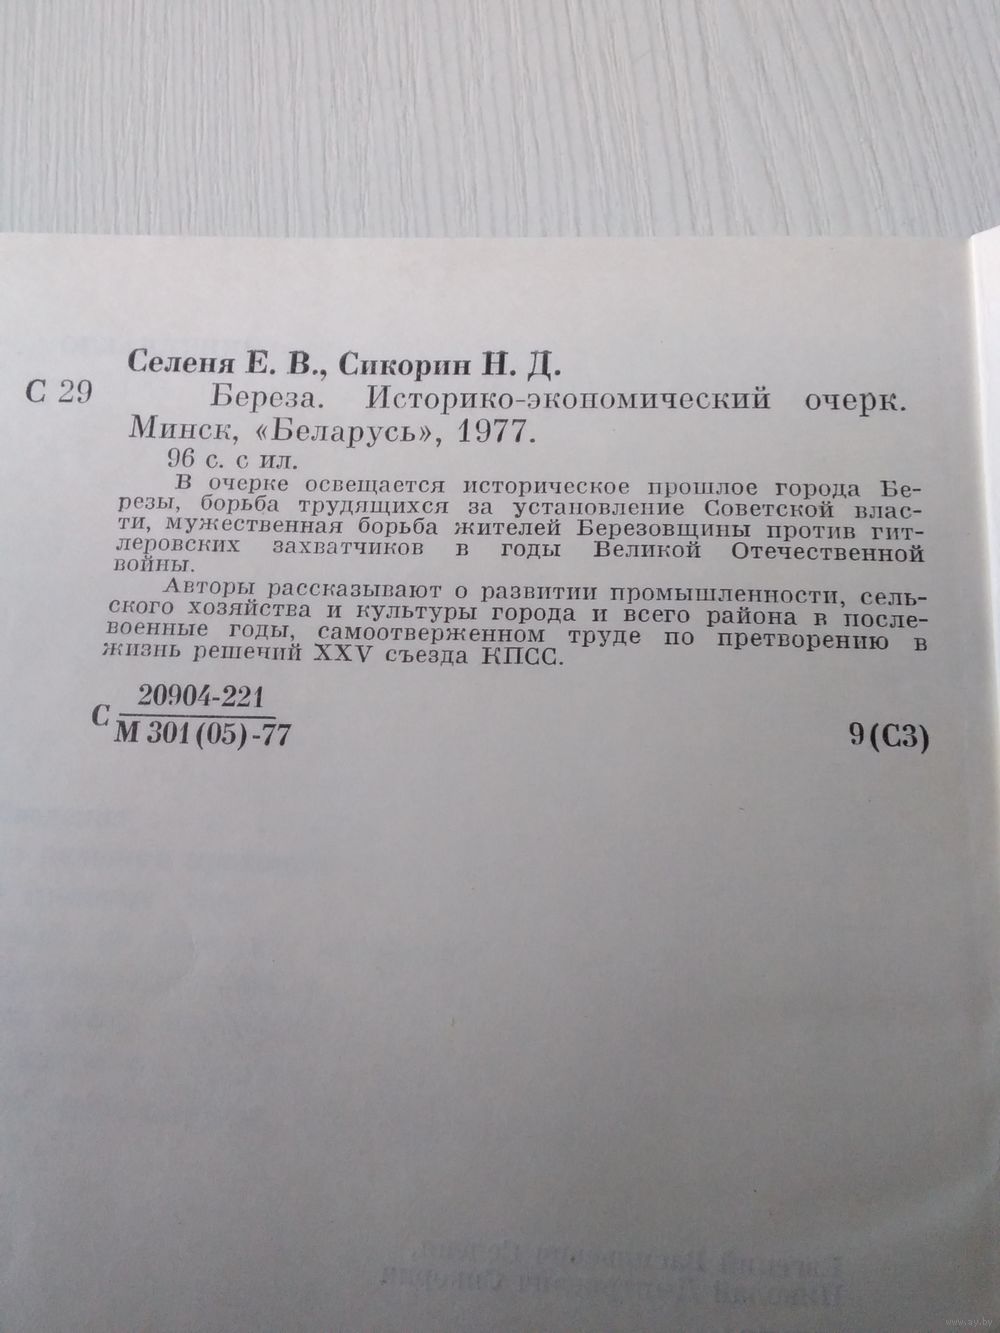 Селеня Е. В., Сикорин Н. Д.
С 29 Береза. Историко-экономический очерк.
Минск, «Беларусь», 1977.
96 с. с ил.
В очерке освещается историческое прошлое города Бе-
резы, борьба трудящихся за установление Советской влас-
ти, мужественная борьба жителей Березовщины против гит-
леровских захватчиков в годы Великой Отечественной
войны.
Авторы рассказывают о развитии промышленности, сель-
ского хозяйства и культуры города и всего района в после-
военные годы, самоотверженном труде по претворению в
жизнь решений XXV съезда КПСС.
20904-221
С
М 301(05)-77 9(С3)
www.ay.by